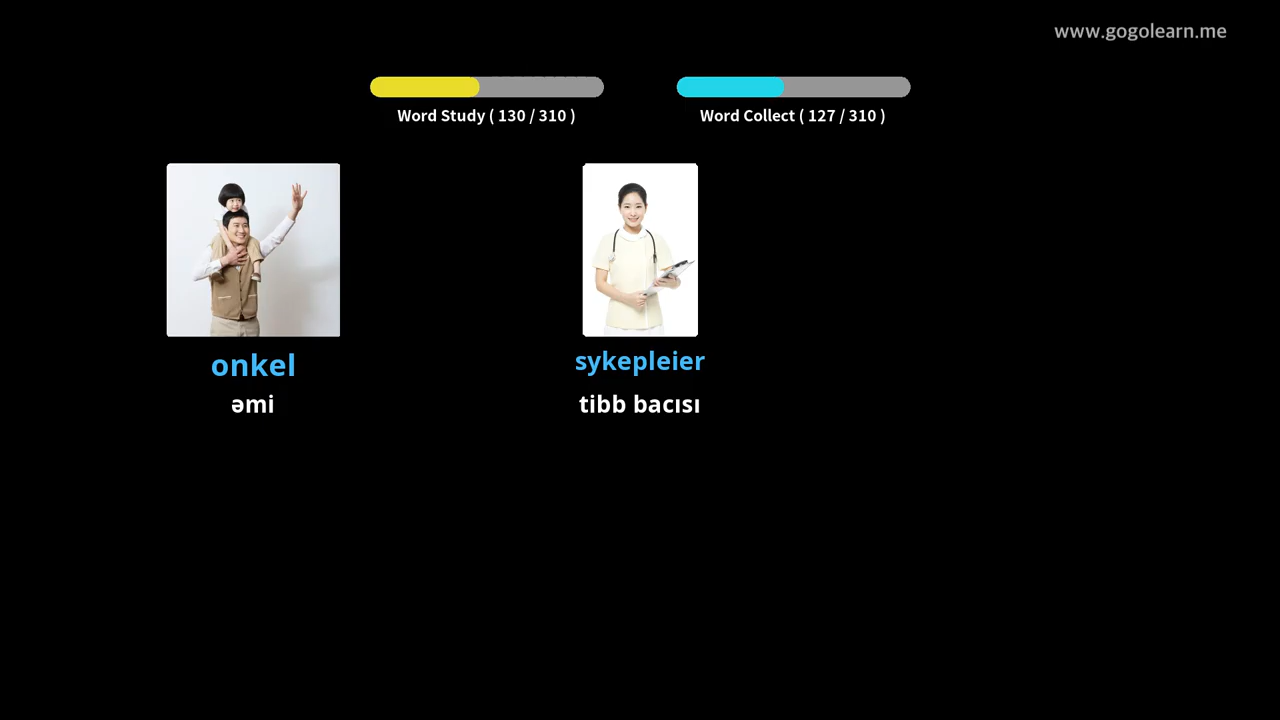 www.gogolearn.me
Word Study ( 130 / 310 )
Word Collect ( 127 / 310 )
onkel
əmi
sykepleier
tibb bacısı